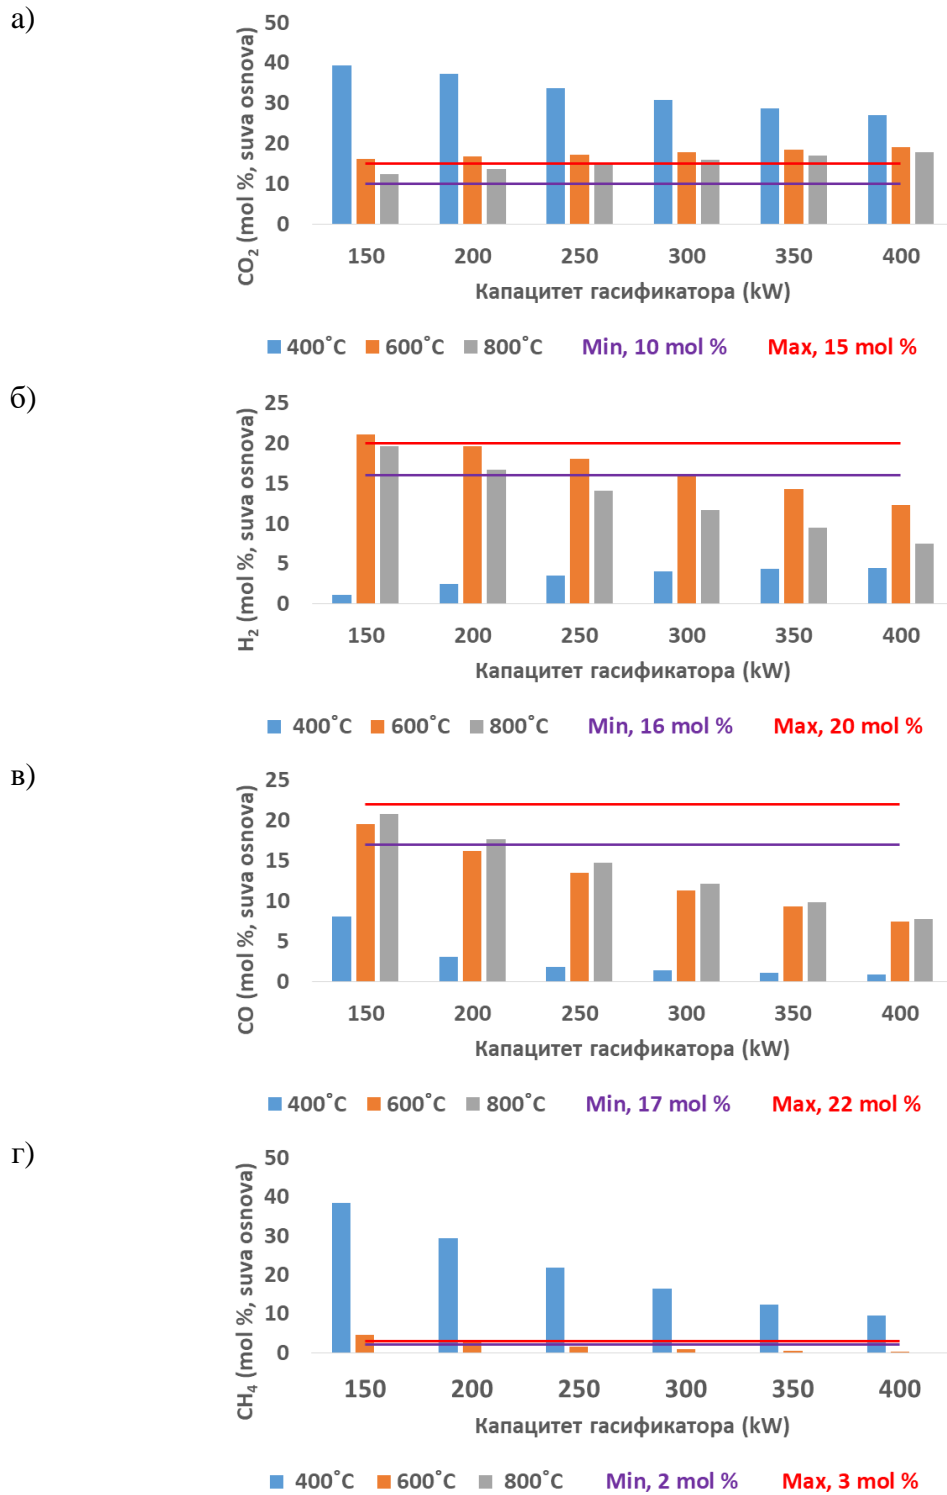 а)
50
40
30
20
10
0
CO₂ (mol %, suva osnova)
150 200 250 300 350 400
Капацитет гасификатора (kW)
400˚C 600˚C 800˚C Min, 10 mol % Max, 15 mol %
б)
25
20
15
10
5
0
H₂ (mol %, suva osnova)
150 200 250 300 350 400
Капацитет гасификатора (kW)
400˚C 600˚C 800˚C Min, 16 mol % Max, 20 mol %
в)
25
20
15
10
5
0
CO (mol %, suva osnova)
150 200 250 300 350 400
Капацитет гасификатора (kW)
400˚C 600˚C 800˚C Min, 17 mol % Max, 22 mol %
г)
50
40
30
20
10
0
CH₄ (mol %, suva osnova)
150 200 250 300 350 400
Капацитет гасификатора (kW)
400˚C 600˚C 800˚C Min, 2 mol % Max, 3 mol %